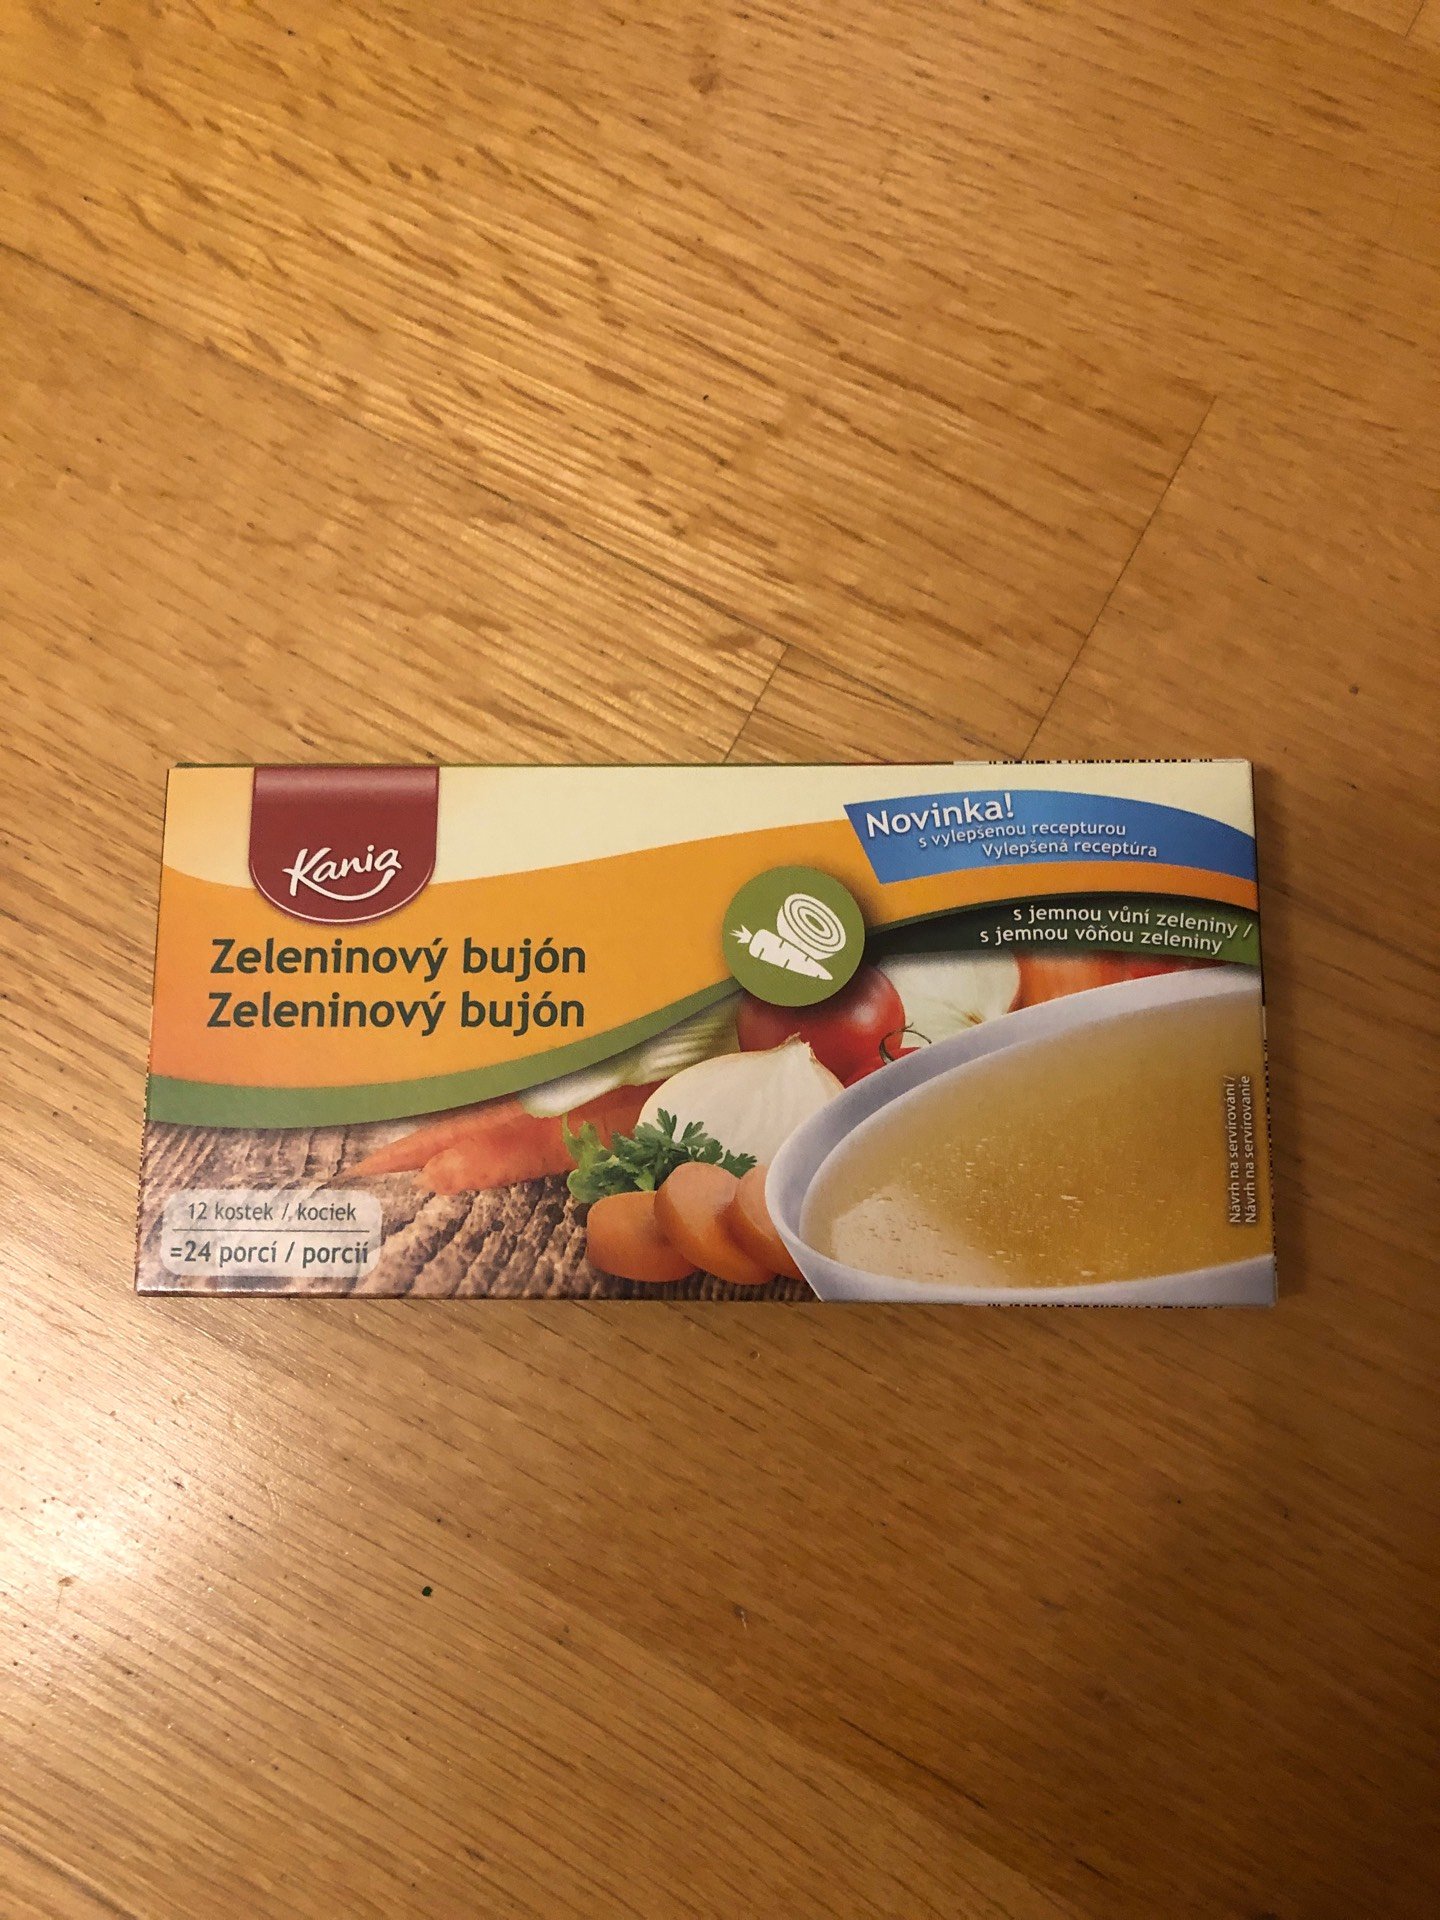 Kania
Novinka!
s vylepšenou recepturou
Vylepšená receptúra
s jemnou vůní zeleniny /
s jemnou vôňou zeleniny
Zeleninový bujón
Zeleninový bujón
12 kostek / kociek
=24 porcí / porcií
Návrh na servírování /
Návrh na servírovanie